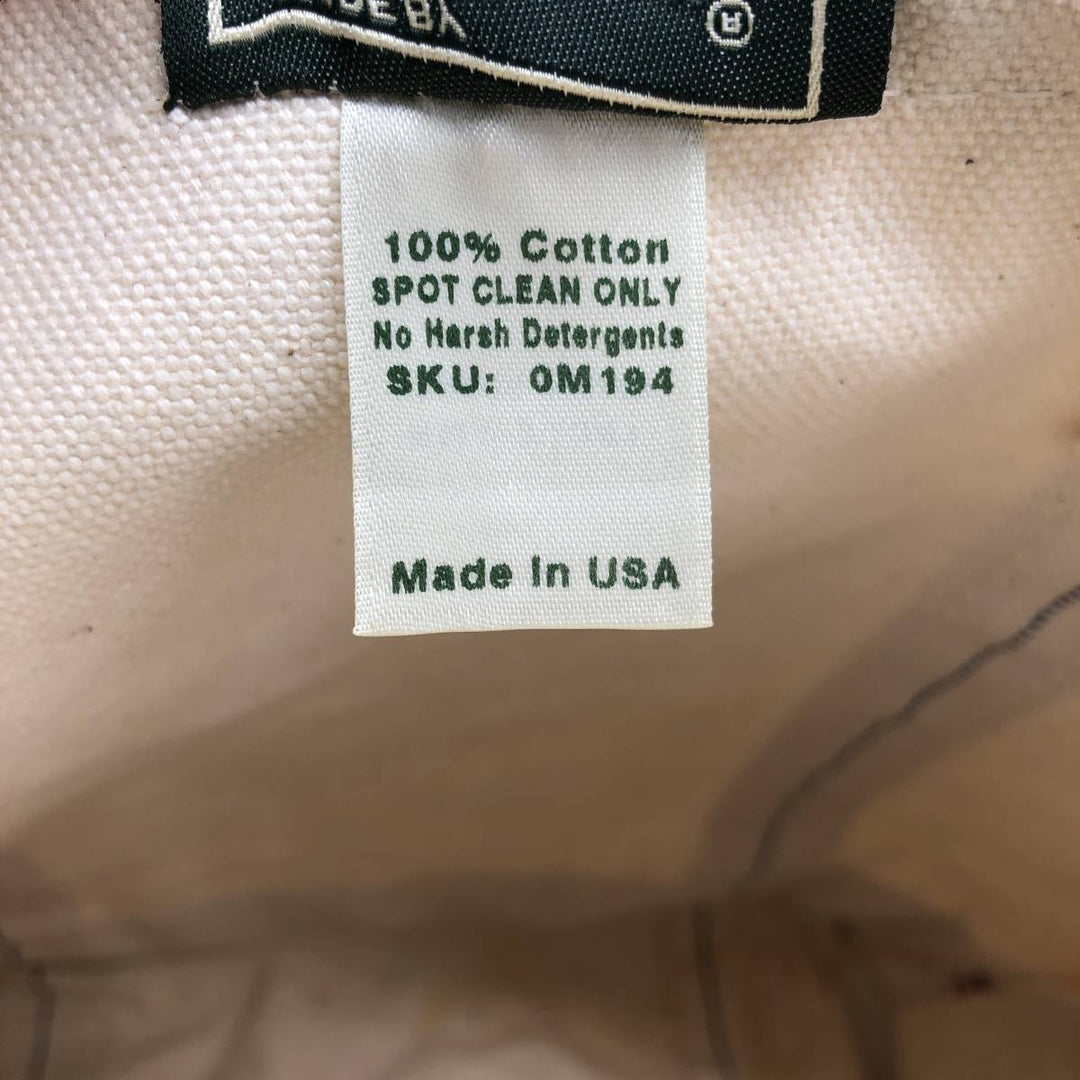 ®
100% Cotton
SPOT CLEAN ONLY
No Harsh Detergents
SKU: 0M194
Made In USA